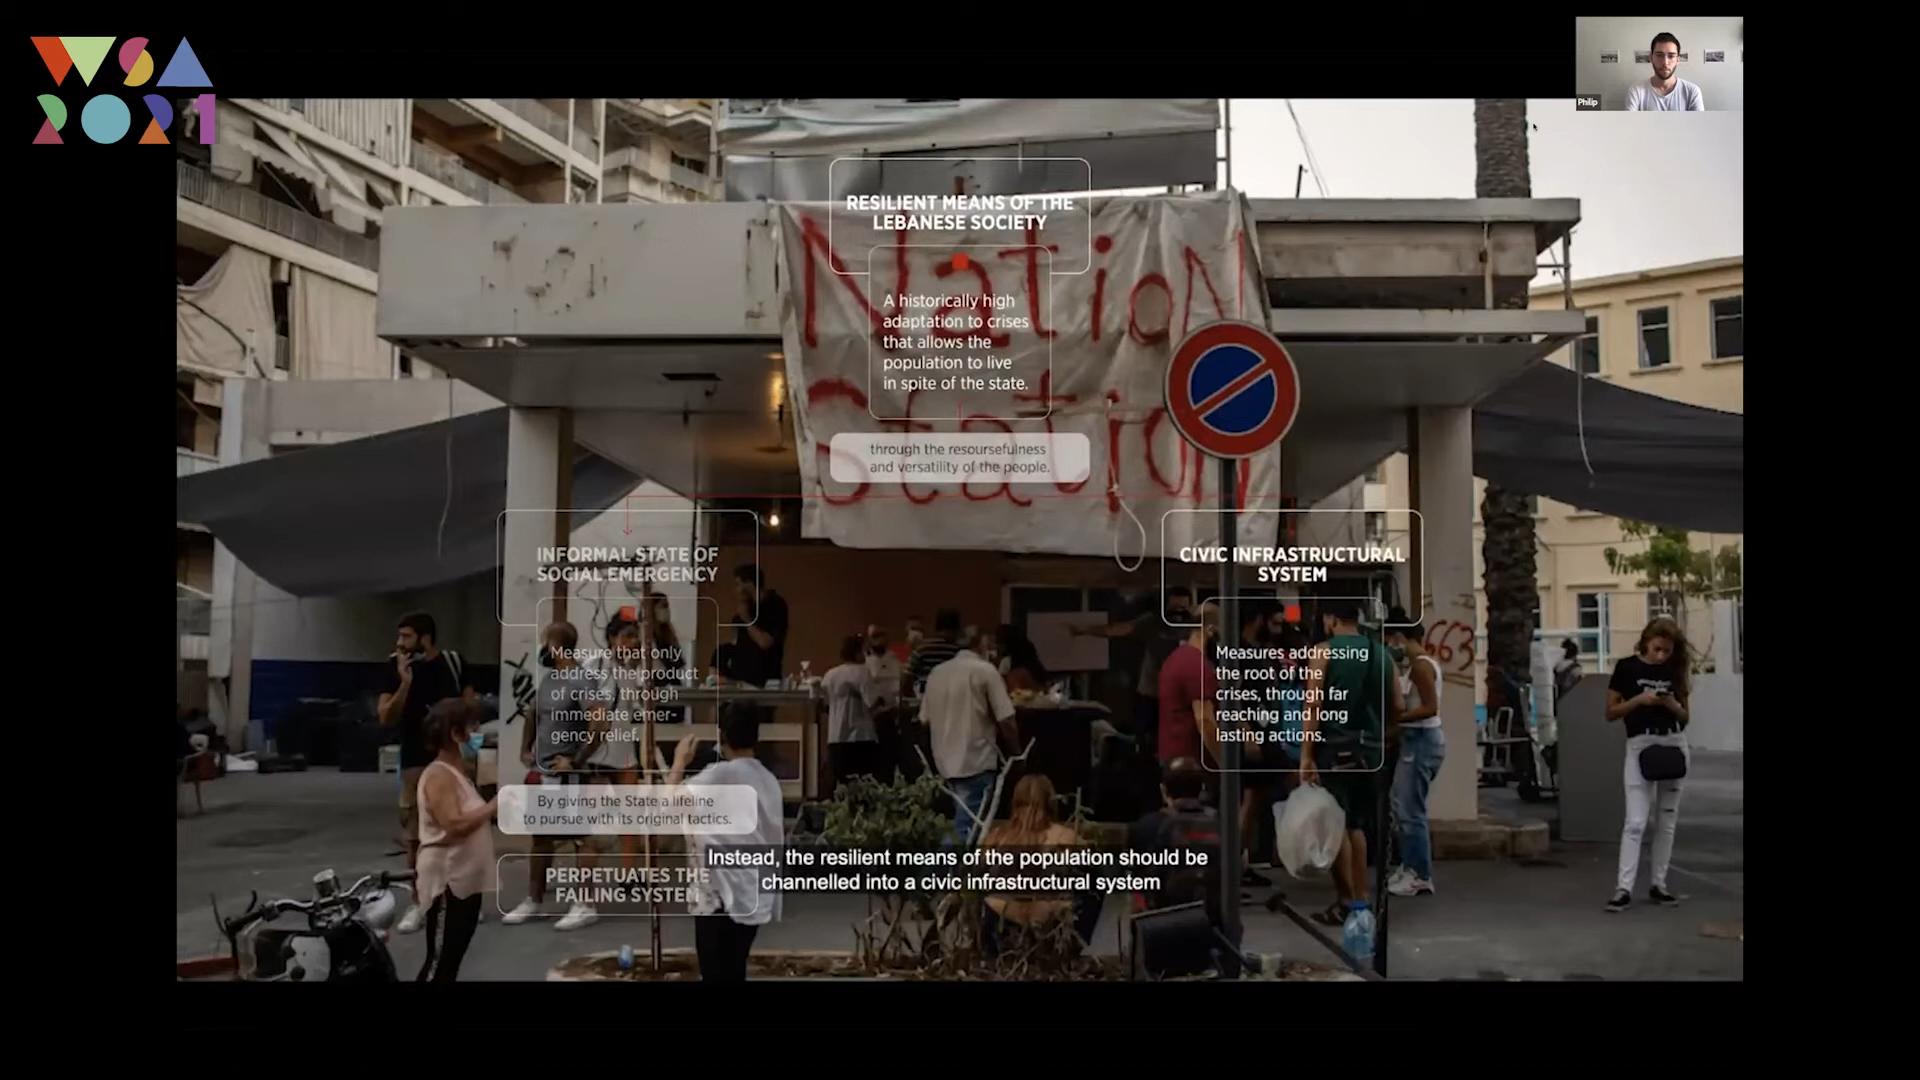 WSA
2021
Philip
RESILIENT MEANS OF THE
LEBANESE SOCIETY
Nation
Station
A historically high
adaptation to crises
that allows the
population to live
in spite of the state.
through the resoursefulness
and versatility of the people.
INFORMAL STATE OF
SOCIAL EMERGENCY
Measure that only
address the product
of crises, through
immediate emer-
gency relief.
By giving the State a lifeline
to pursue with its original tactics.
PERPETUATES THE
FAILING SYSTEM
CIVIC INFRASTRUCTURAL
SYSTEM
Measures addressing
the root of the
crises, through far
reaching and long
lasting actions.
663
Instead, the resilient means of the population should be
channelled into a civic infrastructural system